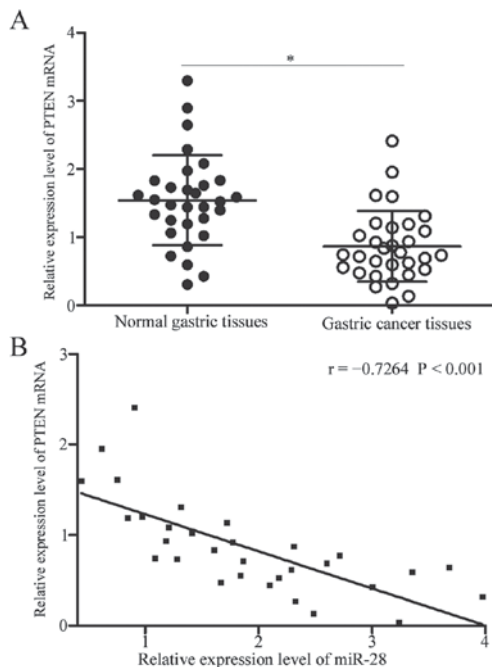 A
Relative expression level of PTEN mRNA
4
3
2
1
0
*
Normal gastric tissues
Gastric cancer tissues
B
Relative expression level of PTEN mRNA
3
2
1
0
r = −0.7264 P < 0.001
1 2 3 4
Relative expression level of miR-28